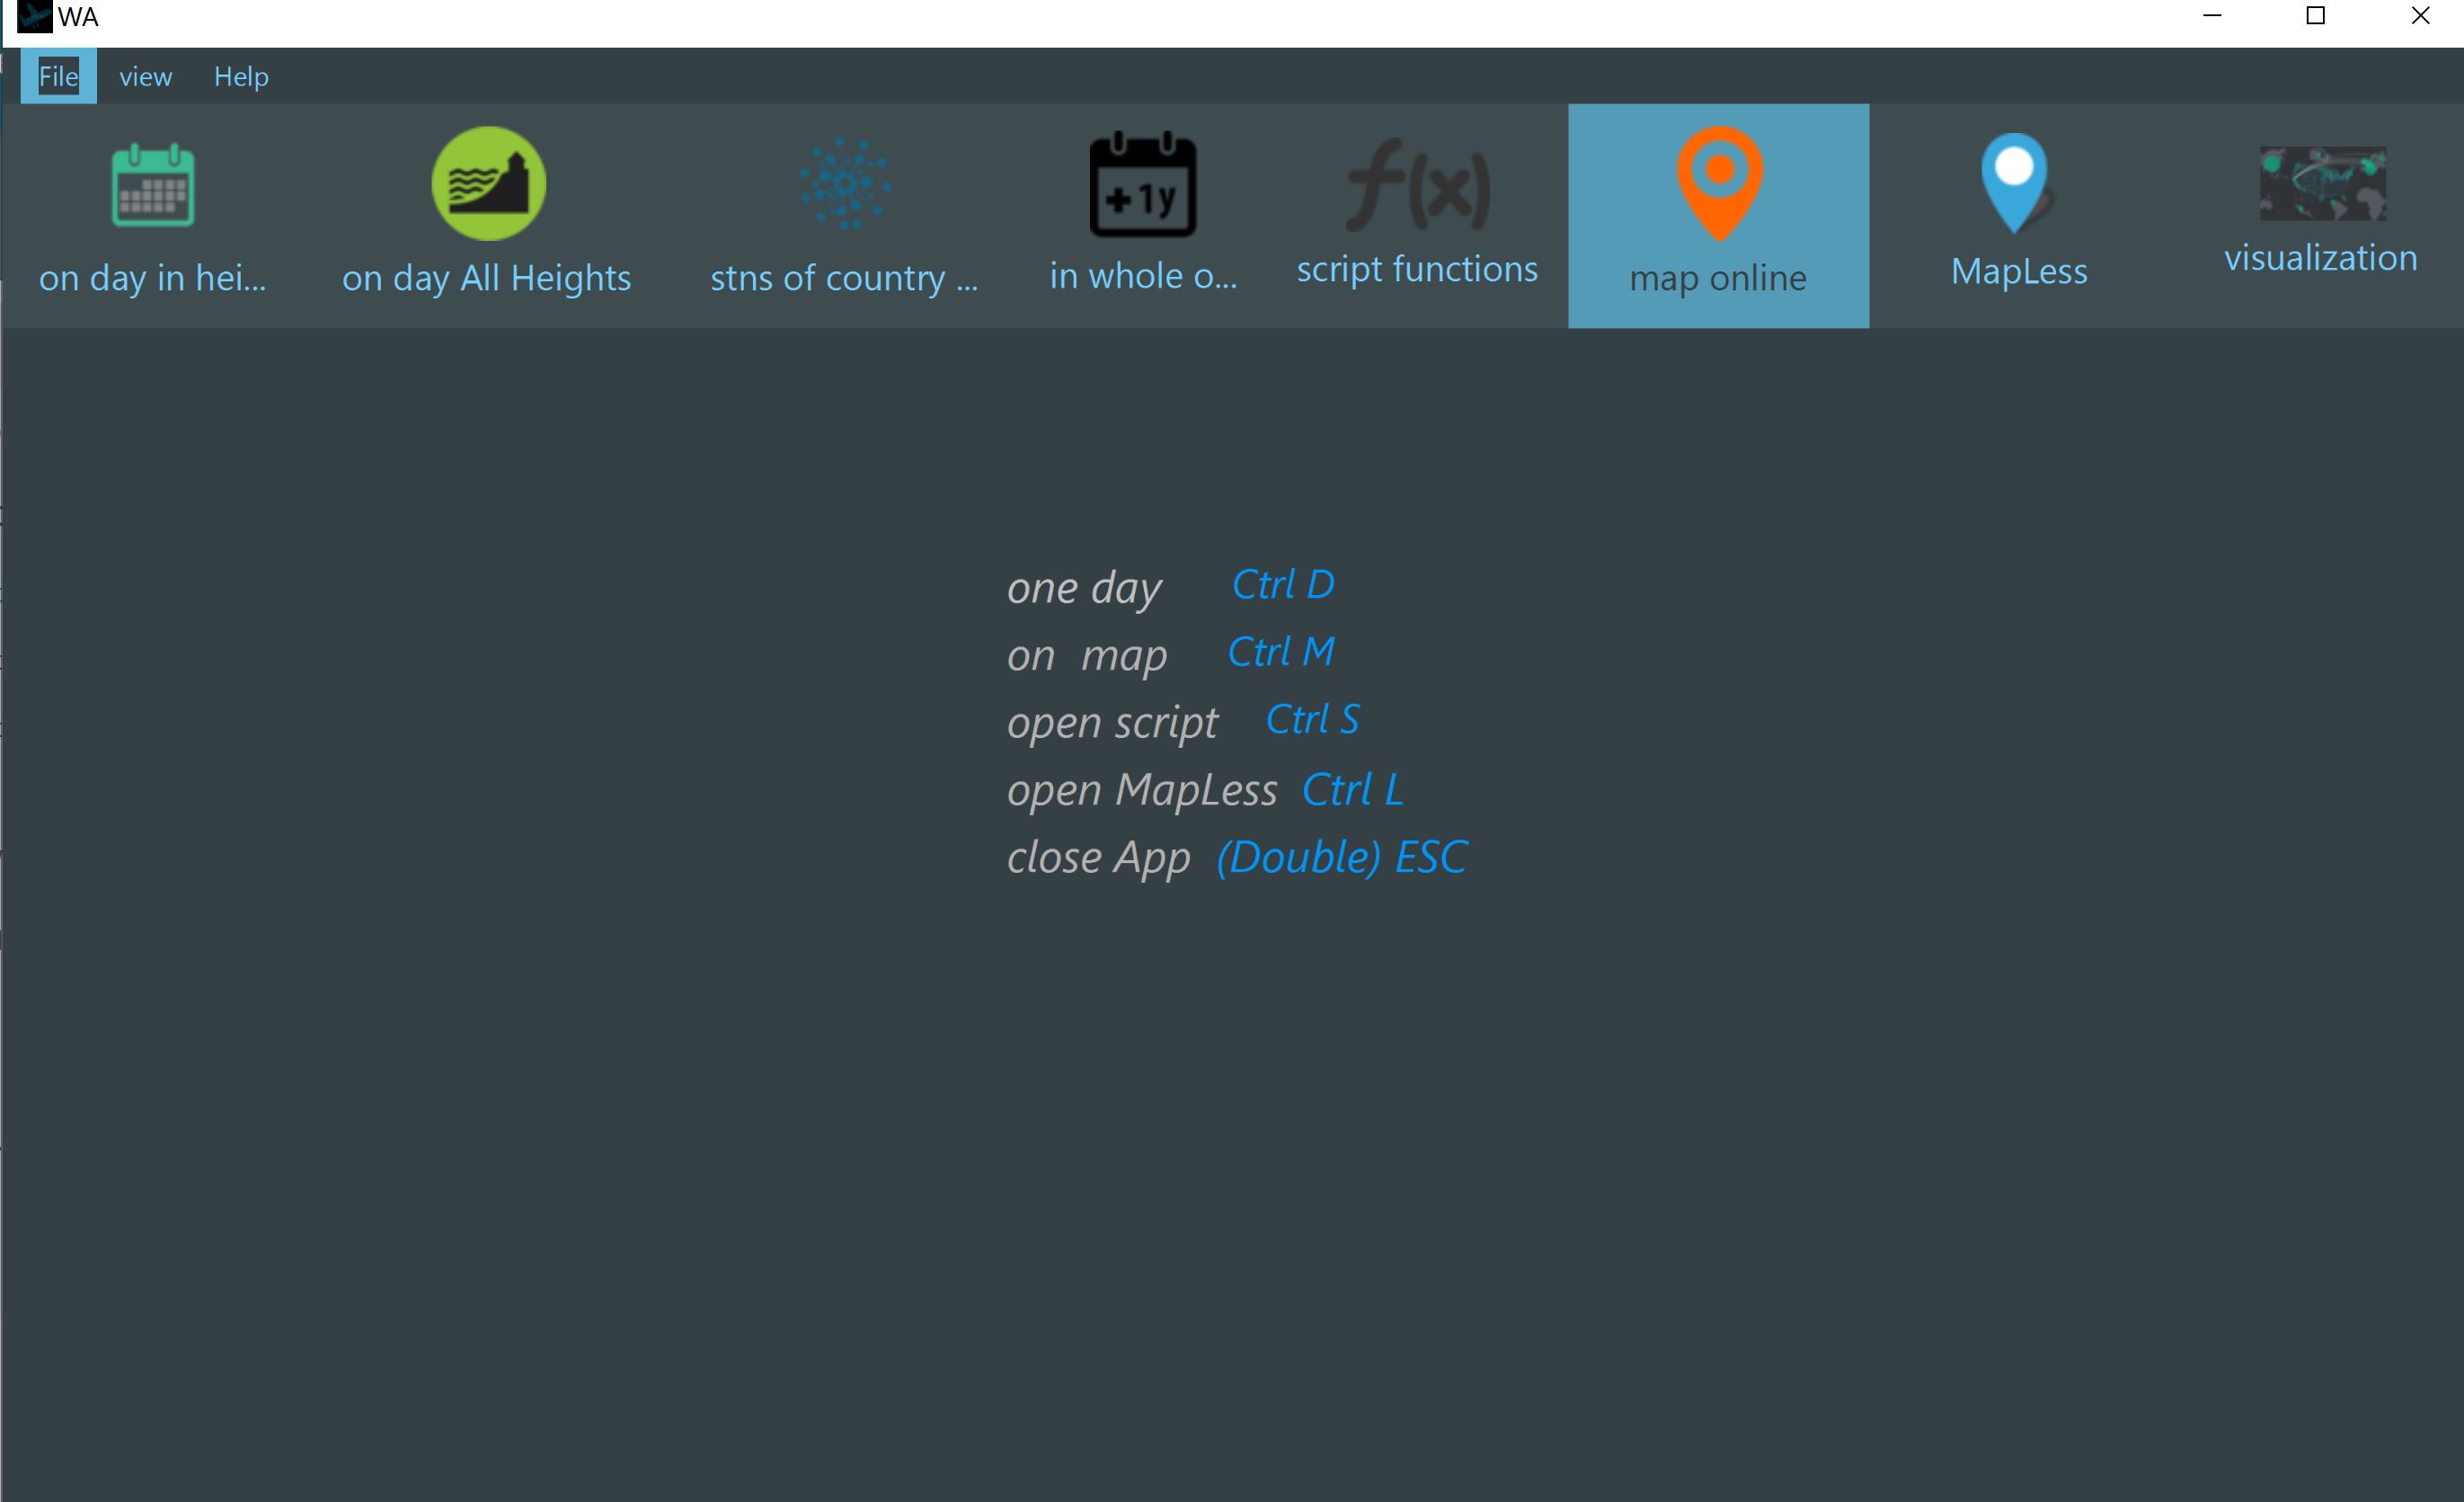 WA
File view Help
on day in hei... on day All Heights stns of country ... in whole o... script functions map online MapLess visualization
+1y f(x)
one day Ctrl D
on map Ctrl M
open script Ctrl S
open MapLess Ctrl L
close App (Double) ESC